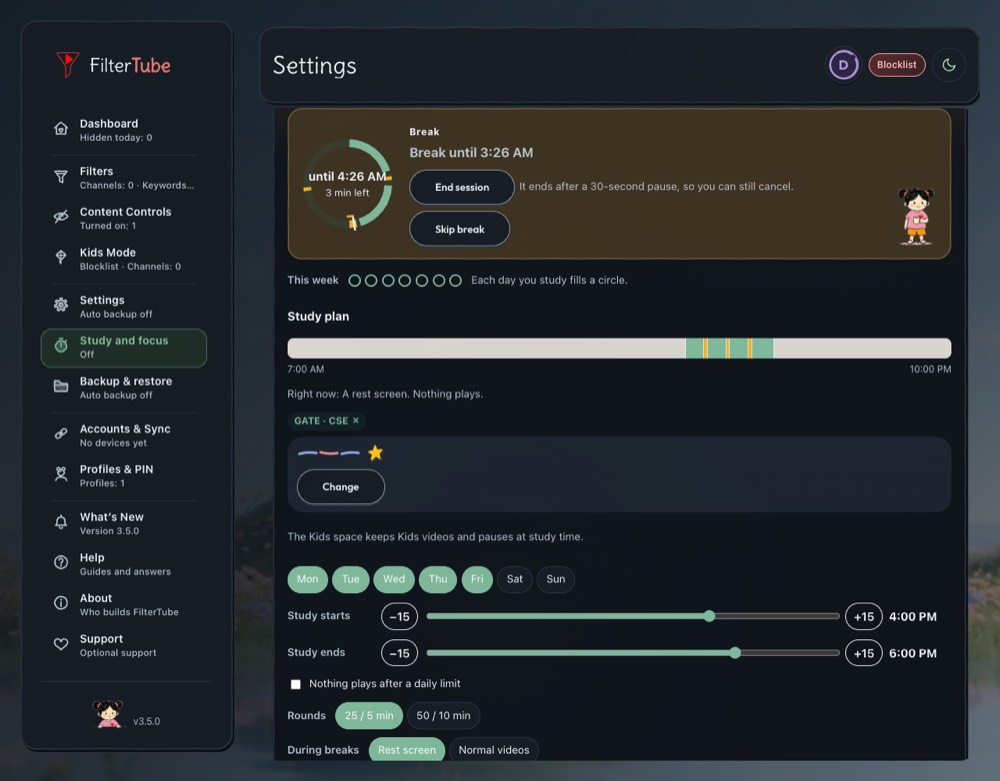 FilterTube
Dashboard
Hidden today: 0
Filters
Channels: 0 · Keywords...
Content Controls
Turned on: 1
Kids Mode
Blocklist · Channels: 0
Settings
Auto backup off
Study and focus
Off
Backup & restore
Auto backup off
Accounts & Sync
No devices yet
Profiles & PIN
Profiles: 1
What's New
Version 3.5.0
Help
Guides and answers
About
Who builds FilterTube
Support
Optional support
v3.5.0
Settings
D
Blocklist
until 4:26 AM
3 min left
Break
Break until 3:26 AM
End session
It ends after a 30-second pause, so you can still cancel.
Skip break
This week
Each day you study fills a circle.
Study plan
7:00 AM
10:00 PM
Right now: A rest screen. Nothing plays.
GATE · CSE ×
Change
The Kids space keeps Kids videos and pauses at study time.
Mon Tue Wed Thu Fri Sat Sun
Study starts −15 +15 4:00 PM
Study ends −15 +15 6:00 PM
Nothing plays after a daily limit
Rounds 25 / 5 min 50 / 10 min
During breaks Rest screen Normal videos